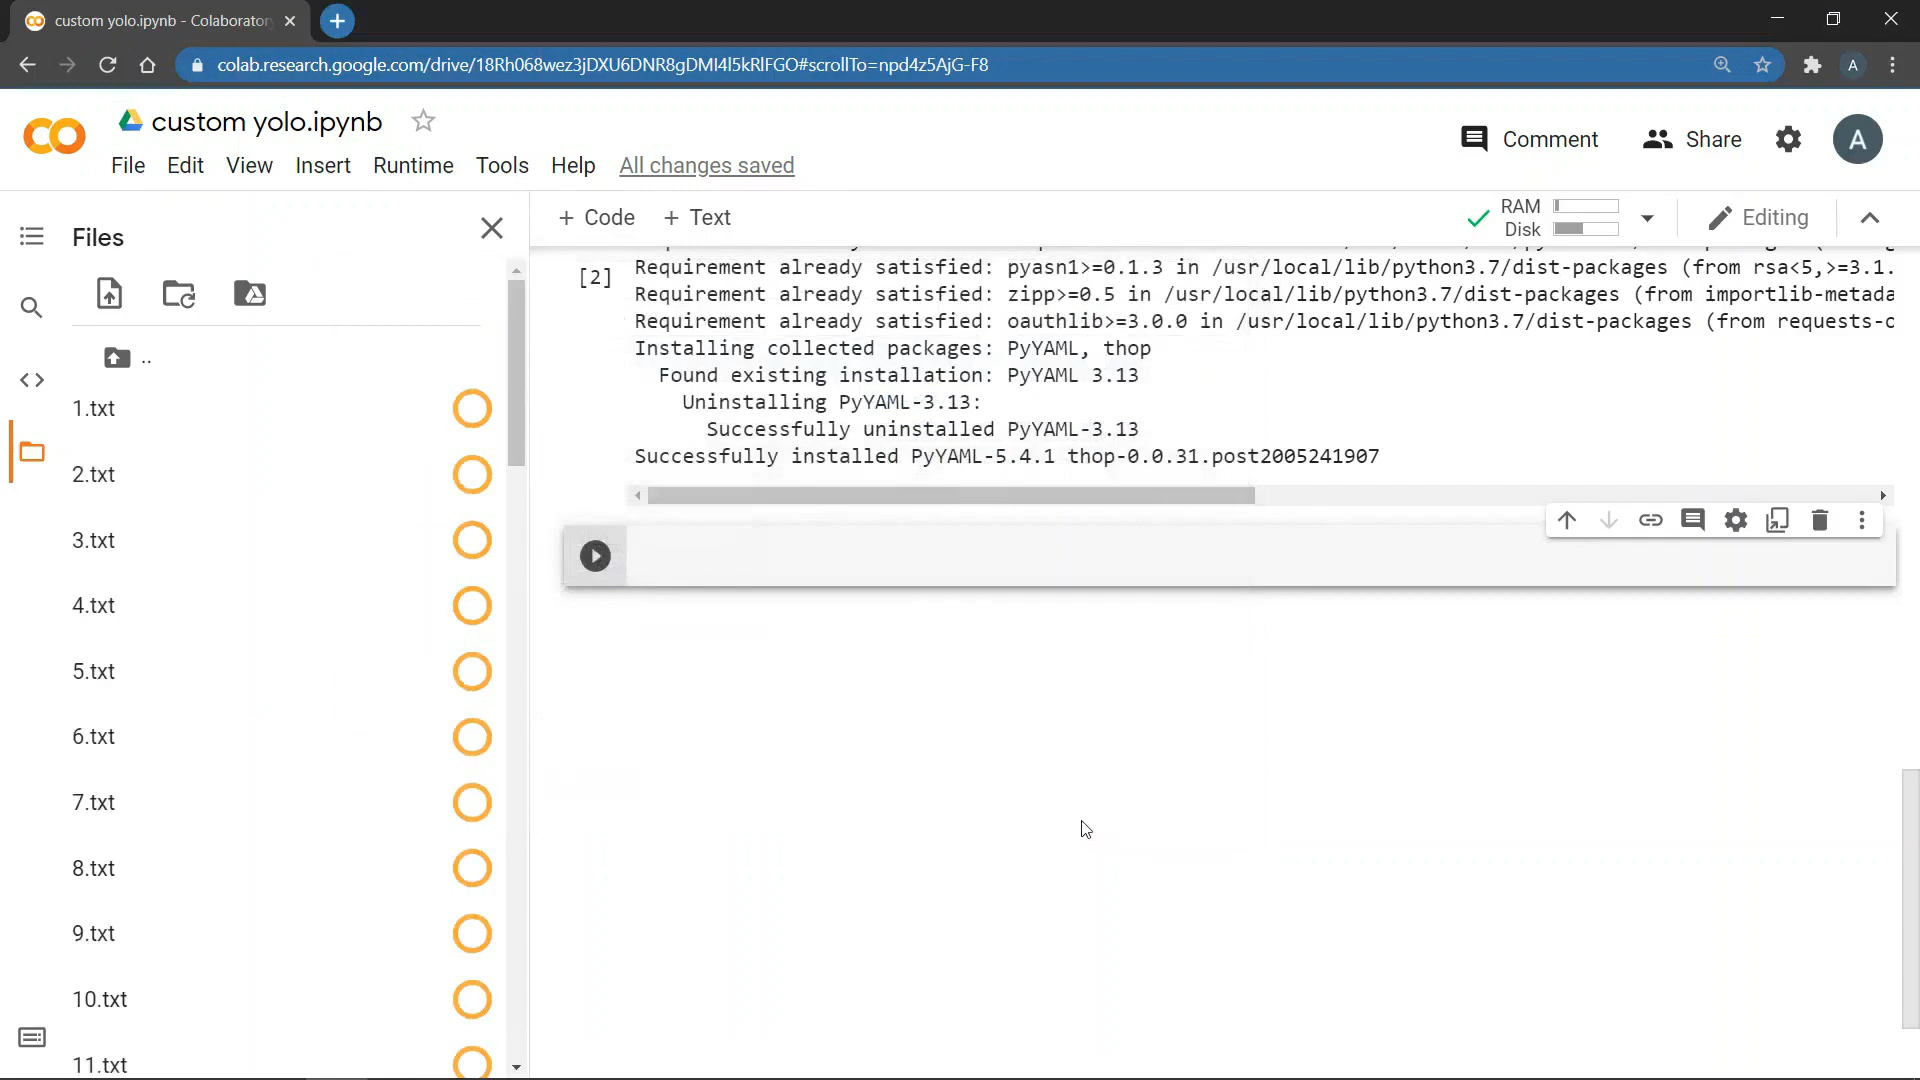 custom yolo.ipynb - Colaborator
colab.research.google.com/drive/18Rh068wez3jDXU6DNR8gDMI4l5kRlFGO#scrollTo=npd4z5AjG-F8
A
custom yolo.ipynb
File Edit View Insert Runtime Tools Help All changes saved
Comment Share A
+ Code + Text
RAM
Disk
Editing
Files
..
1.txt
2.txt
3.txt
4.txt
5.txt
6.txt
7.txt
8.txt
9.txt
10.txt
11.txt
[2]
Requirement already satisfied: pyasn1>=0.1.3 in /usr/local/lib/python3.7/dist-packages (from rsa<5,>=3.1.
Requirement already satisfied: zipp>=0.5 in /usr/local/lib/python3.7/dist-packages (from importlib-metada
Requirement already satisfied: oauthlib>=3.0.0 in /usr/local/lib/python3.7/dist-packages (from requests-o
Installing collected packages: PyYAML, thop
Found existing installation: PyYAML 3.13
Uninstalling PyYAML-3.13:
Successfully uninstalled PyYAML-3.13
Successfully installed PyYAML-5.4.1 thop-0.0.31.post2005241907